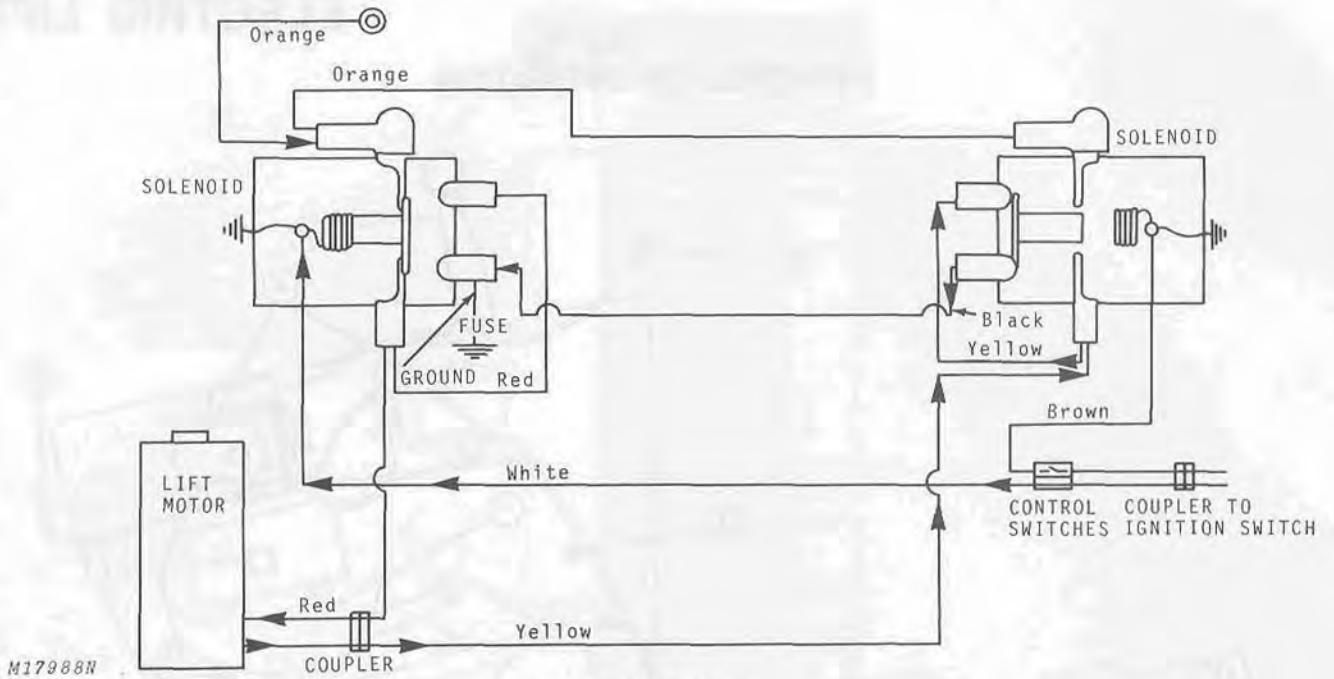 Orange
Orange
SOLENOID
SOLENOID
FUSE
GROUND
Red
Black
Yellow
Brown
White
LIFT
MOTOR
CONTROL
SWITCHES
COUPLER TO
IGNITION SWITCH
Red
Yellow
COUPLER
M17988N